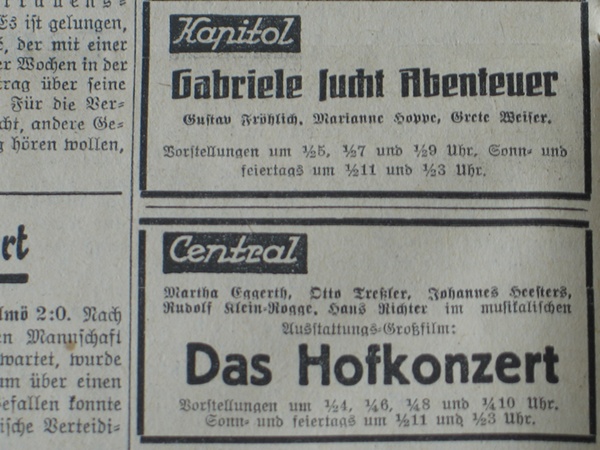 Es ist gelungen,
der mit einer
Wochen in der
trag über seine
Für die Ver=
cht, andere Ge=
hören wollen,
Kapitol
Gabriele sucht Abenteuer
Gustav Fröhlich, Marianne Hoppe, Grete Weiser.
Vorstellungen um ½5, ½7 und ½9 Uhr. Sonn= und
feiertags um ½11 und ½3 Uhr.
rt
lmö 2:0. Nach
en Mannschaft
wartet, wurde
um über einen
efallen konnte
ische Verteidi=
Central
Martha Eggerth, Otto Treßler, Johannes Heesters,
Rudolf Klein=Rogge, Hans Richter im musikalischen
Ausstattungs=Großfilm:
Das Hofkonzert
Vorstellungen um ½4, ¼6, ¾8 und ¼10 Uhr.
Sonn= und feiertags um ½11 und ½3 Uhr.